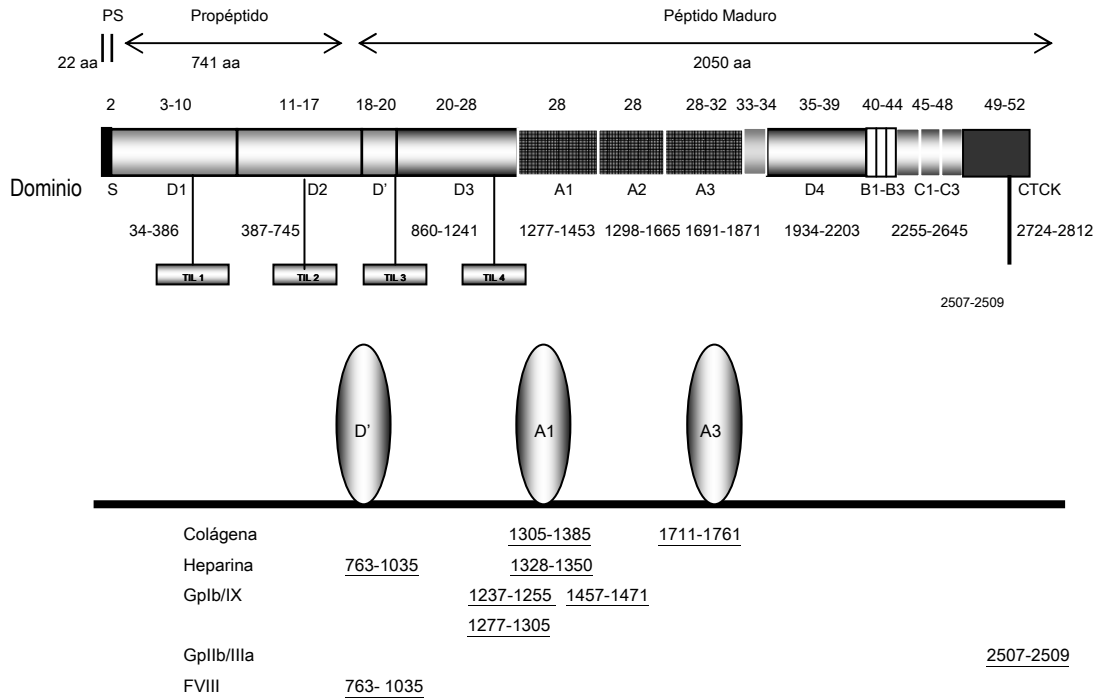 PS Propéptido Péptido Maduro
22 aa 741 aa 2050 aa
2 3-10 11-17 18-20 20-28 28 28 28-32 33-34 35-39 40-44 45-48 49-52
Dominio S D1 D2 D' D3 A1 A2 A3 D4 B1-B3 C1-C3 CTCK
34-386 387-745 860-1241 1277-1453 1298-1665 1691-1871 1934-2203 2255-2645 2724-2812
TIL 1 TIL 2 TIL 3 TIL 4
2507-2509
D' A1 A3
Colágena 1305-1385 1711-1761
Heparina 763-1035 1328-1350
GpIb/IX 1237-1255 1457-1471
1277-1305
GpIIb/IIIa 2507-2509
FVIII 763- 1035